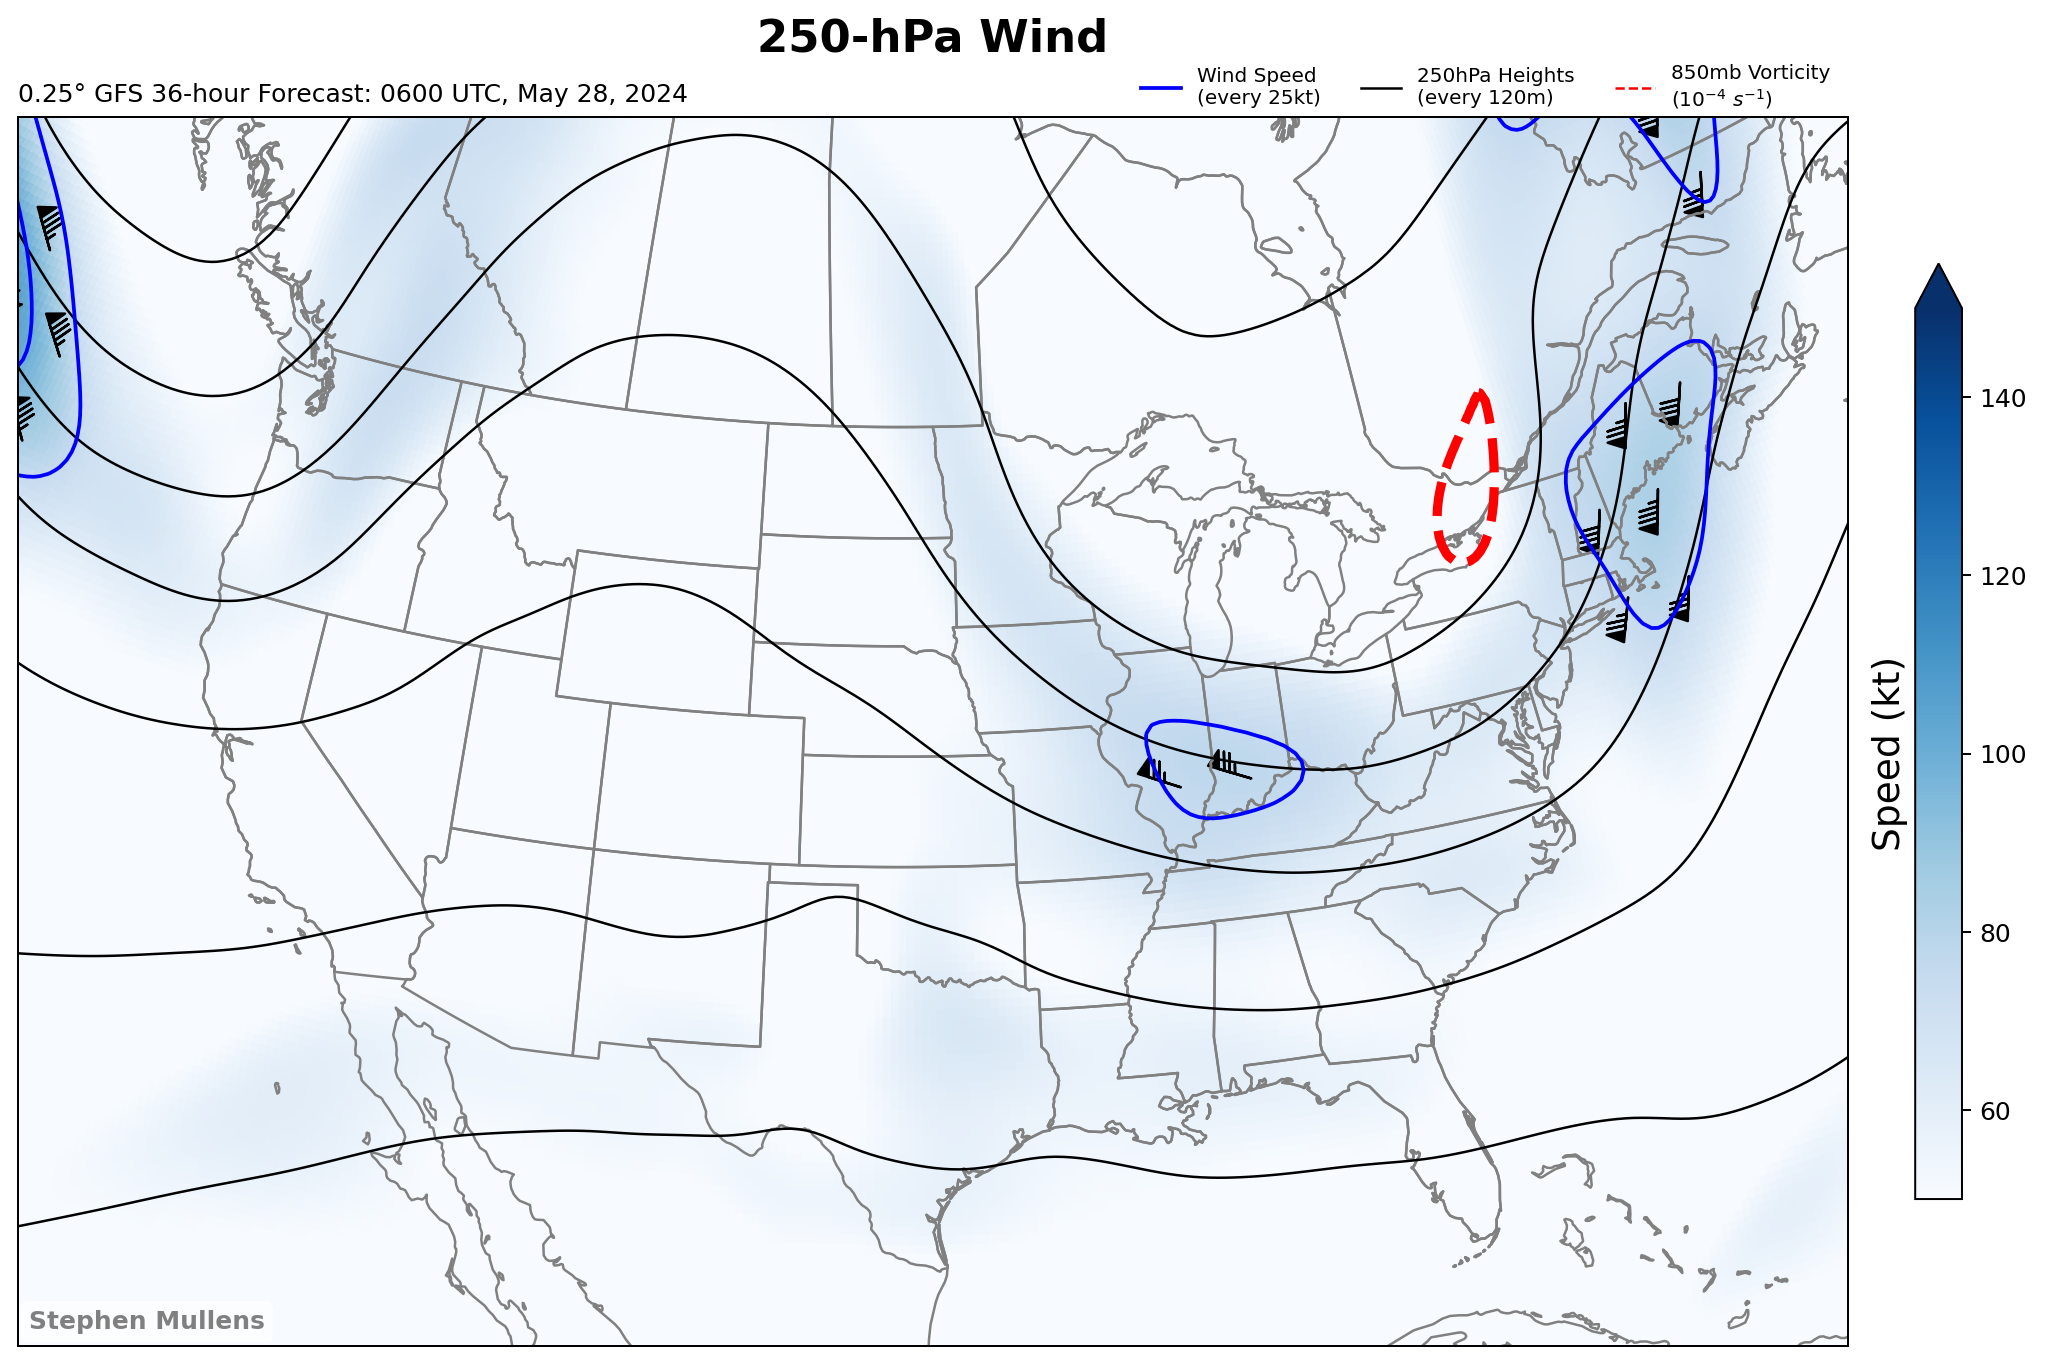 250-hPa Wind
0.25° GFS 36-hour Forecast: 0600 UTC, May 28, 2024
Wind Speed
(every 25kt)
250hPa Heights
(every 120m)
850mb Vorticity
(10⁻⁴ s⁻¹)
140
120
100
80
60
Speed (kt)
Stephen Mullens